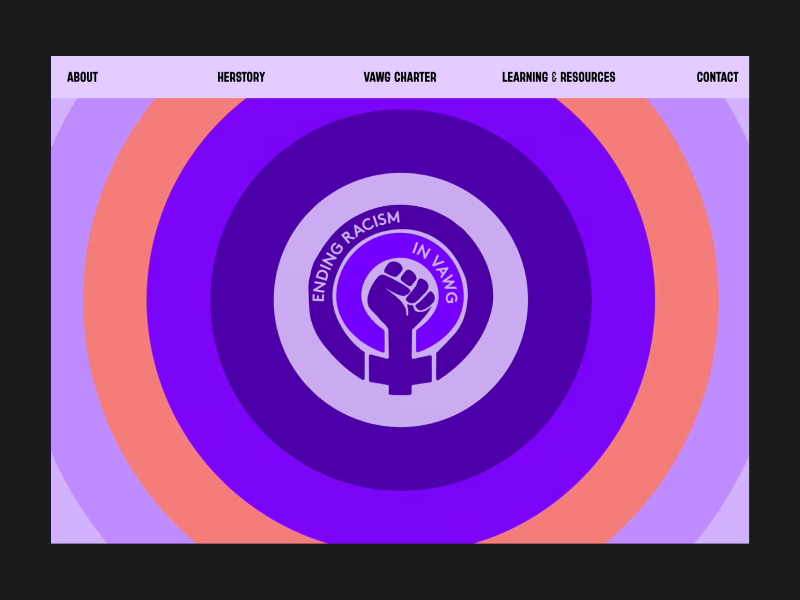 ABOUT
HERSTORY
VAWG CHARTER
LEARNING & RESOURCES
CONTACT
ENDING RACISM
IN VAWG